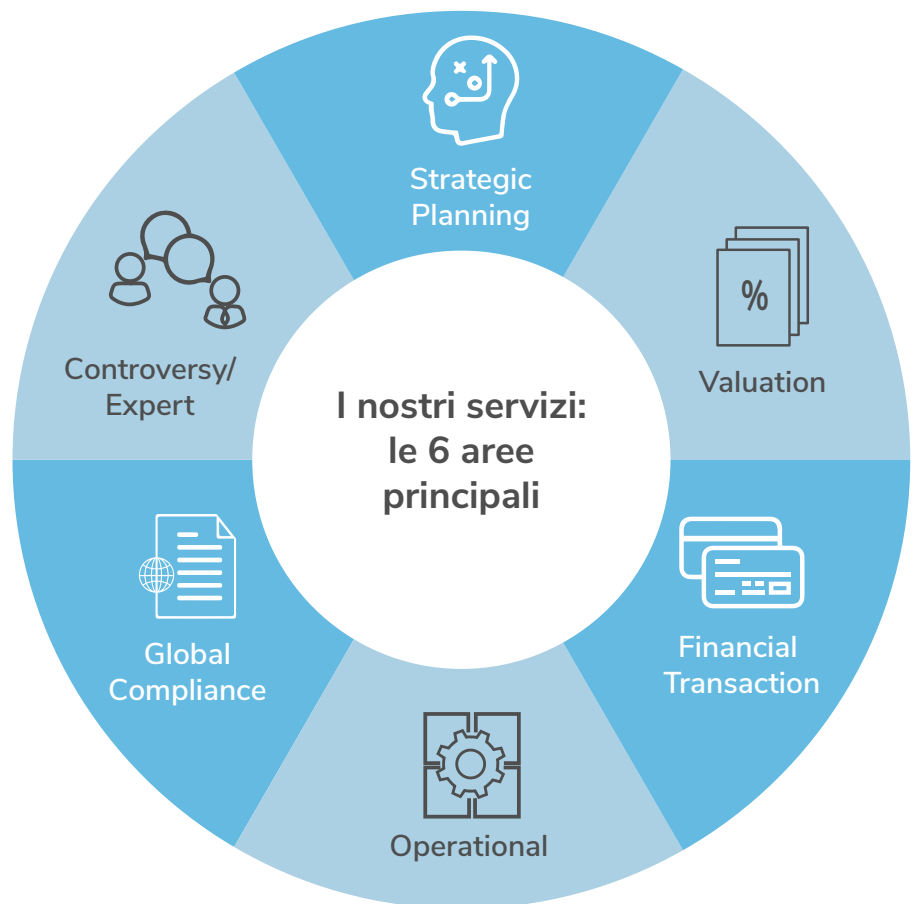 Strategic
Planning
%
Valuation
Controversy/
Expert
I nostri servizi:
le 6 aree
principali
Global
Compliance
Financial
Transaction
Operational